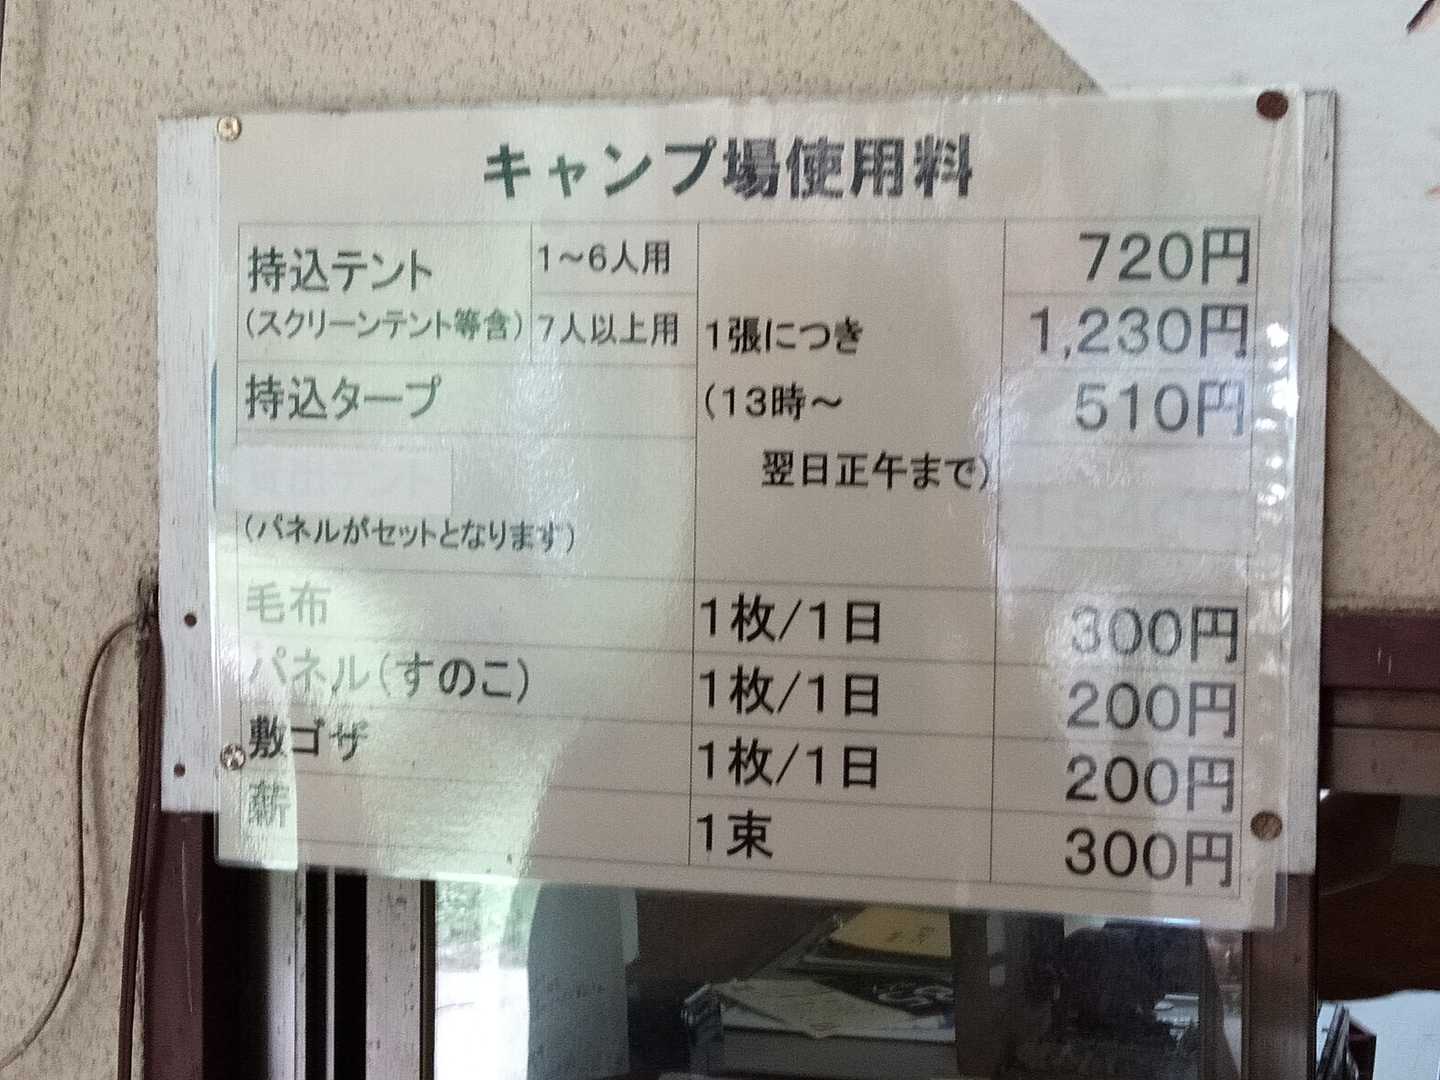 キャンプ場使用料
持込テント 1～6人用 720円
(スクリーンテント等含) 7人以上用 1張につき 1,230円
持込タープ (13時～ 510円
翌日正午まで)
(パネルがセットとなります)
毛布 1枚/1日 300円
パネル(すのこ) 1枚/1日 200円
敷ゴザ 1枚/1日 200円
薪 1束 300円